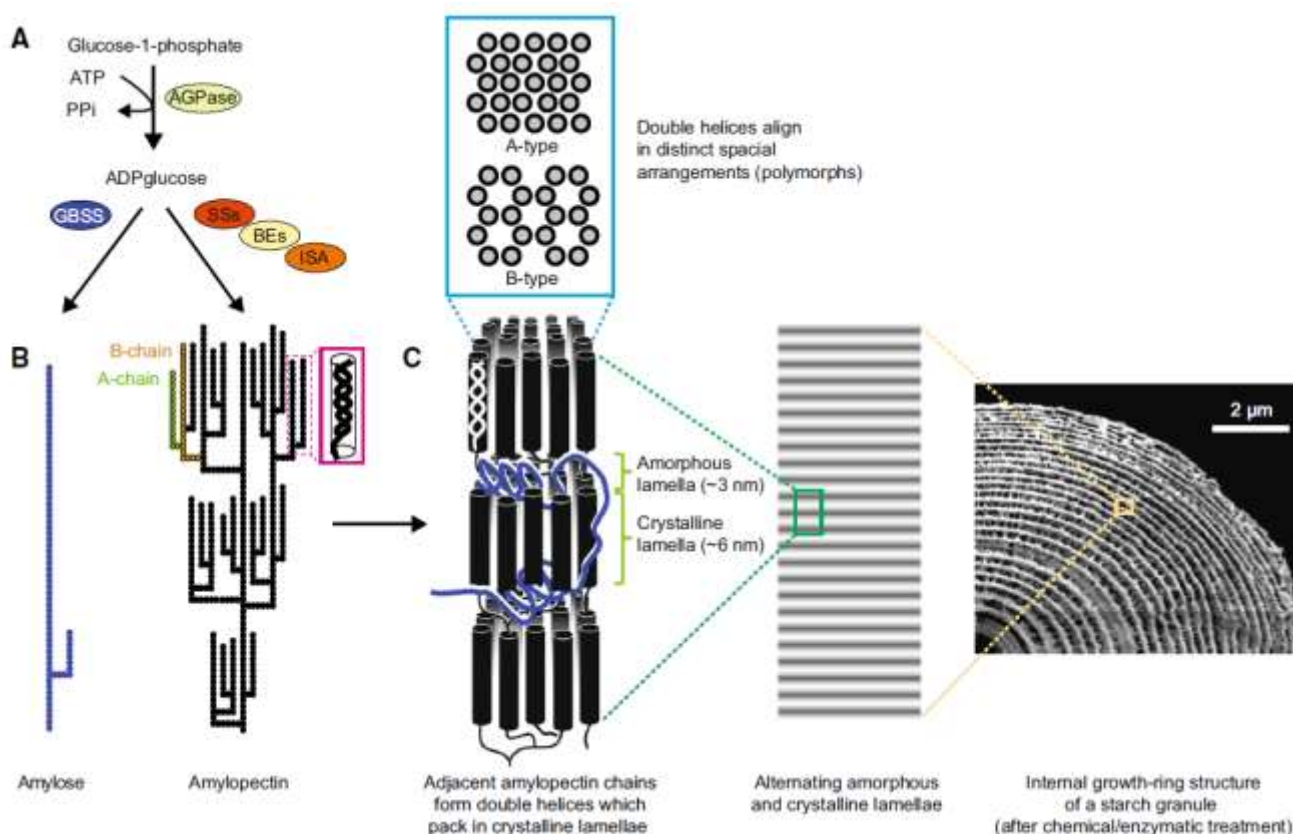 A
Glucose-1-phosphate
ATP
AGPase
PPi
ADPglucose
GBSS
SSs
BEs
ISA
A-type
B-type
Double helices align
in distinct spacial
arrangements (polymorphs)
B
B-chain
A-chain
C
Amorphous
lamella (~3 nm)
Crystalline
lamella (~6 nm)
2 μm
Amylose
Amylopectin
Adjacent amylopectin chains
form double helices which
pack in crystalline lamellae
Alternating amorphous
and crystalline lamellae
Internal growth-ring structure
of a starch granule
(after chemical/enzymatic treatment)